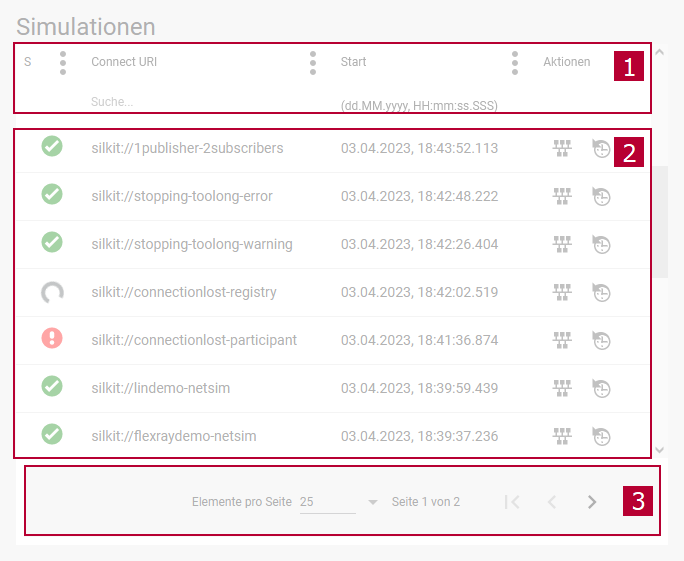 Simulationen
S Connect URI Start Aktionen 1
Suche... (dd.MM.yyyy, HH:mm:ss.SSS)
silkit://1publisher-2subscribers 03.04.2023, 18:43:52.113 2
silkit://stopping-toolong-error 03.04.2023, 18:42:48.222
silkit://stopping-toolong-warning 03.04.2023, 18:42:26.404
silkit://connectionlost-registry 03.04.2023, 18:42:02.519
silkit://connectionlost-participant 03.04.2023, 18:41:36.874
silkit://lindemo-netsim 03.04.2023, 18:39:59.439
silkit://flexraydemo-netsim 03.04.2023, 18:39:37.236
Elemente pro Seite 25 Seite 1 von 2 3